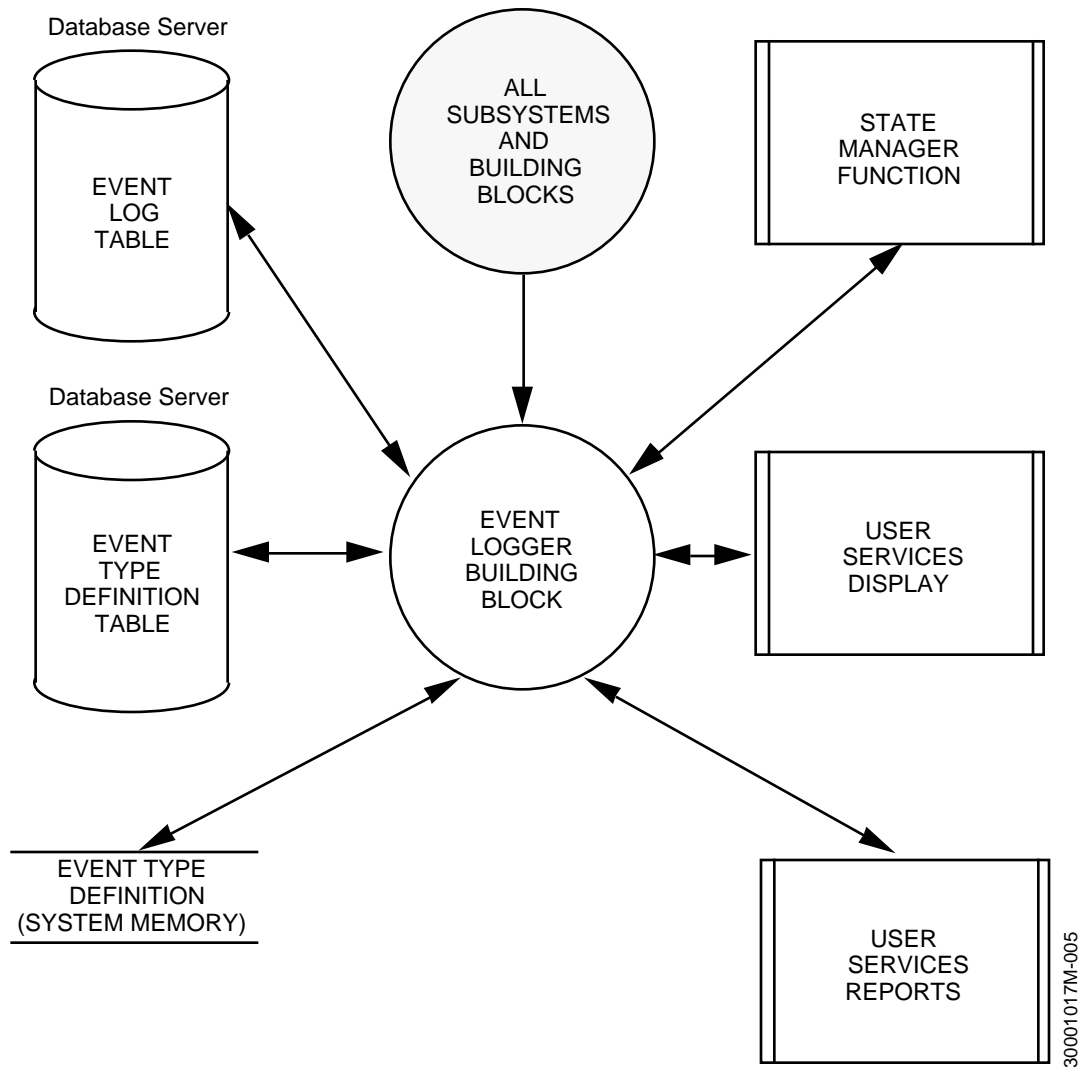 Database Server
EVENT
LOG
TABLE
ALL
SUBSYSTEMS
AND
BUILDING
BLOCKS
STATE
MANAGER
FUNCTION
Database Server
EVENT
TYPE
DEFINITION
TABLE
EVENT
LOGGER
BUILDING
BLOCK
USER
SERVICES
DISPLAY
EVENT TYPE
DEFINITION
(SYSTEM MEMORY)
USER
SERVICES
REPORTS
30001017M-005